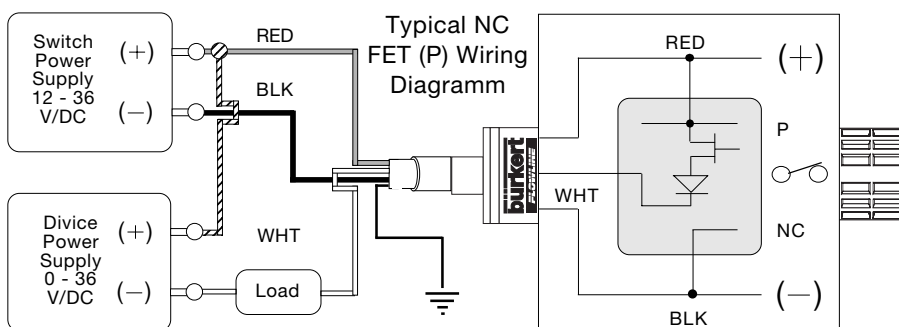 Typical NC
FET (P) Wiring
Diagramm
Switch
Power
Supply
12 - 36
V/DC
(+)
(−)
RED
BLK
Divice
Power
Supply
0 - 36
V/DC
(+)
(−)
WHT
Load
burkert
FLOWLINE
RED
(+)
P
WHT
NC
(−)
BLK